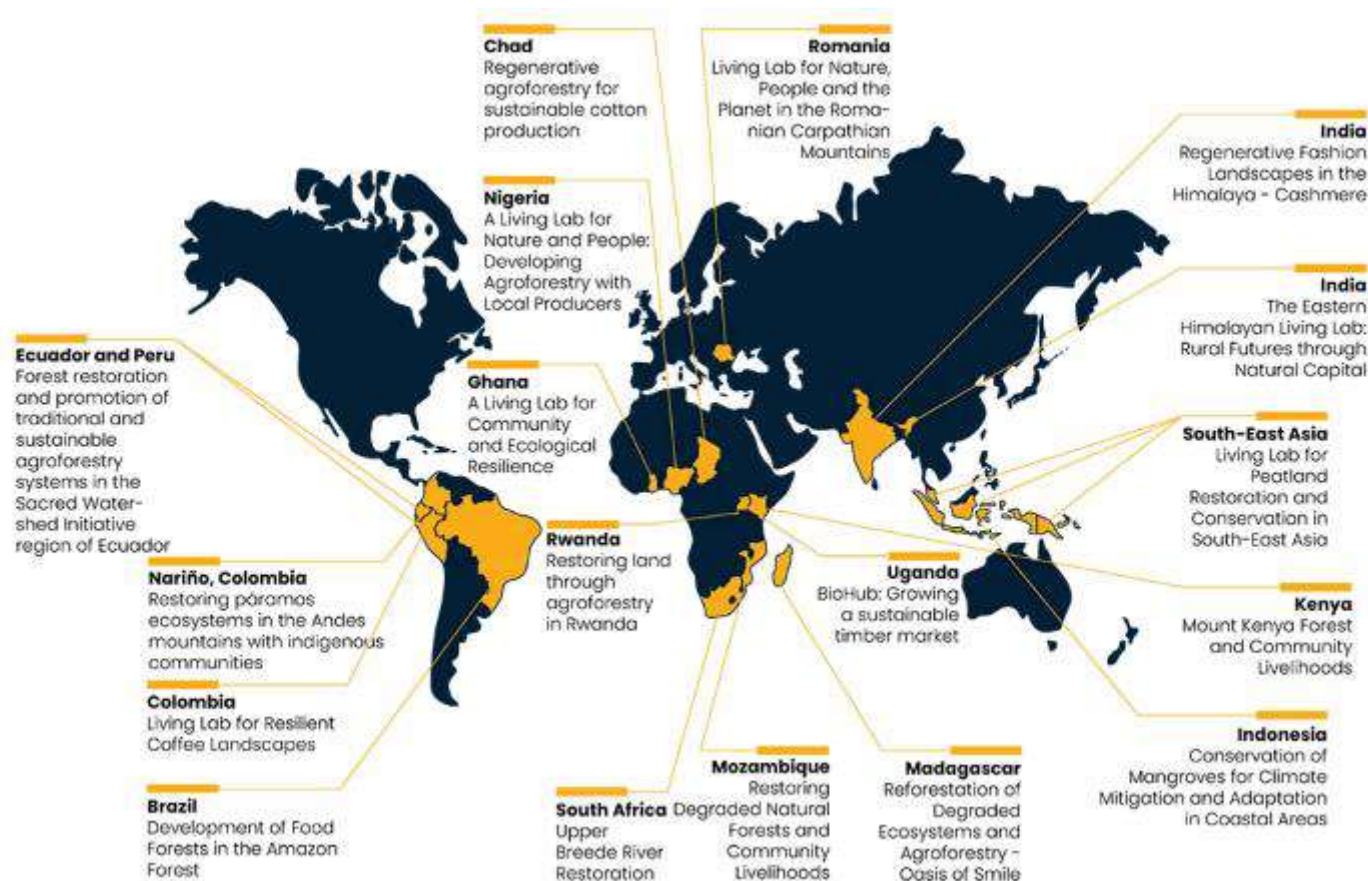 Chad
Regenerative
agroforestry for
sustainable cotton
production
Romania
Living Lab for Nature,
People and the
Planet in the Roma-
nian Carpathian
Mountains
India
Regenerative Fashion
Landscapes in the
Himalaya - Cashmere
Nigeria
A Living Lab for
Nature and People:
Developing
Agroforestry with
Local Producers
India
The Eastern
Himalayan Living Lab:
Rural Futures through
Natural Capital
Ecuador and Peru
Forest restoration
and promotion of
traditional and
sustainable
agroforestry
systems in the
Sacred Water-
shed Initiative
region of Ecuador
Ghana
A Living Lab for
Community
and Ecological
Resilience
South-East Asia
Living Lab for
Peatland
Restoration and
Conservation in
South-East Asia
Nariño, Colombia
Restoring páramos
ecosystems in the Andes
mountains with indigenous
communities
Rwanda
Restoring land
through
agroforestry
in Rwanda
Uganda
BioHub: Growing
a sustainable
timber market
Kenya
Mount Kenya Forest
and Community
Livelihoods
Colombia
Living Lab for Resilient
Coffee Landscapes
Indonesia
Conservation of
Mangroves for Climate
Mitigation and Adaptation
in Coastal Areas
Brazil
Development of Food
Forests in the Amazon
Forest
South Africa
Upper
Breede River
Restoration
Mozambique
Restoring
Degraded Natural
Forests and
Community
Livelihoods
Madagascar
Reforestation of
Degraded
Ecosystems and
Agroforestry -
Oasis of Smile